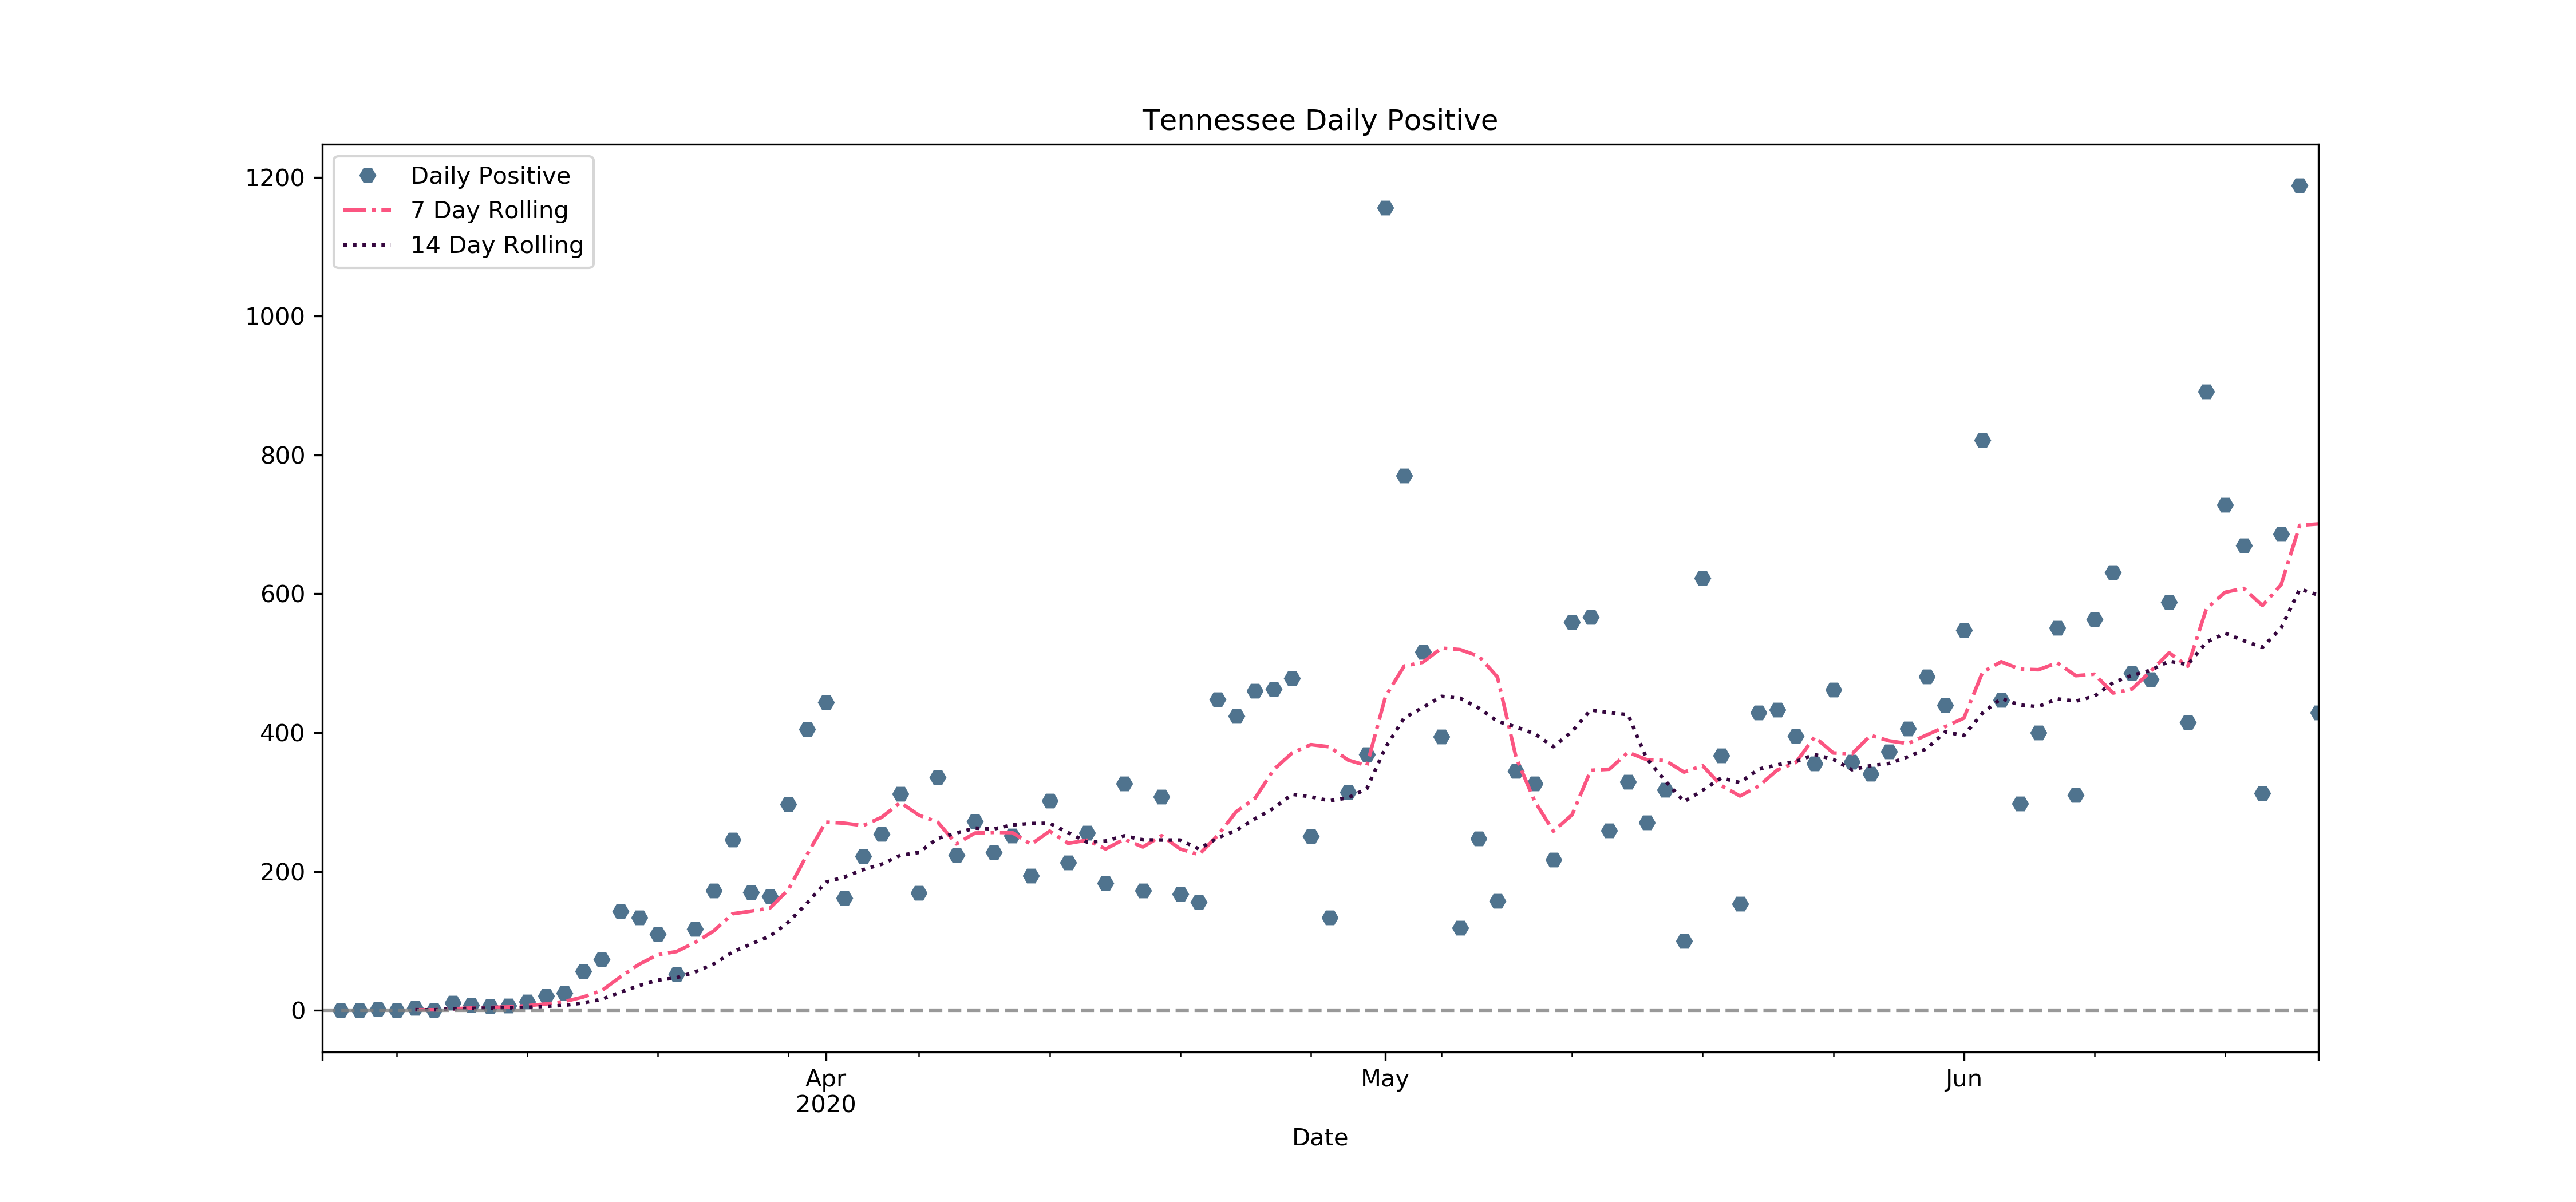 Tennessee Daily Positive
Daily Positive
7 Day Rolling
14 Day Rolling
1200
1000
800
600
400
200
0
Apr
2020
May
Jun
Date